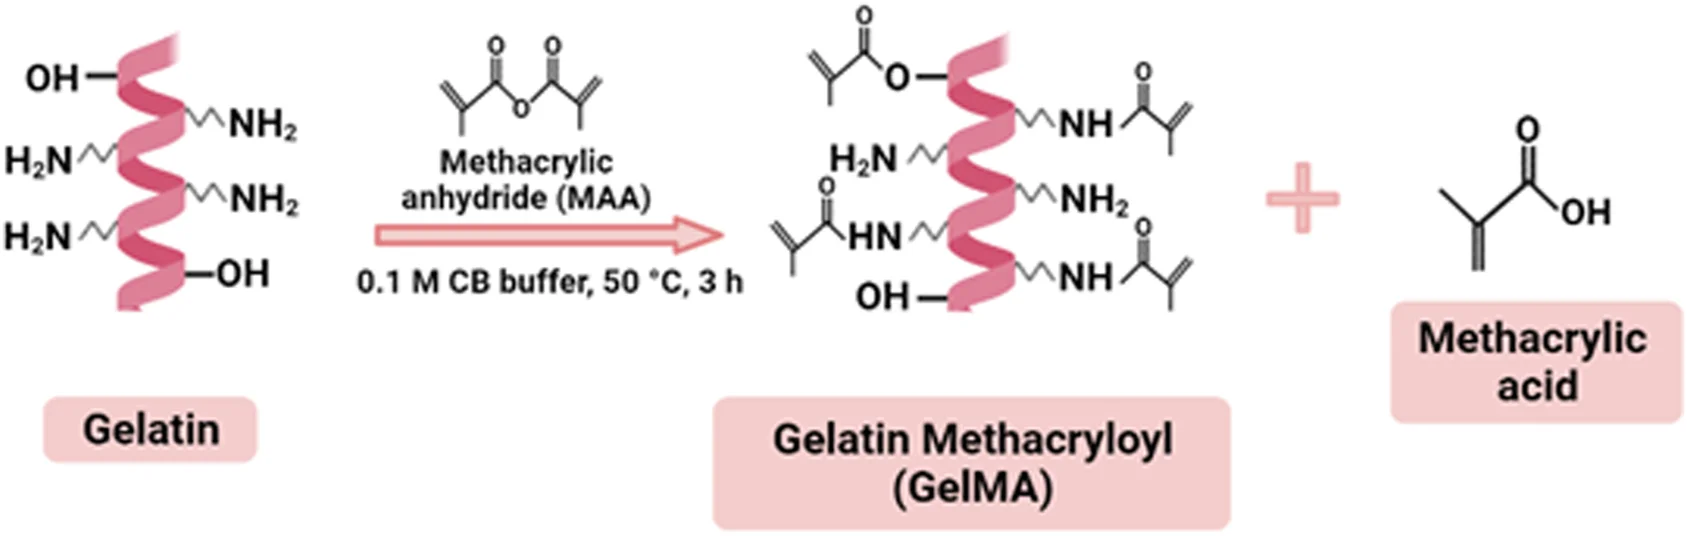 OH
NH₂
H₂N
NH₂
H₂N
OH
O O
O
Methacrylic
anhydride (MAA)
0.1 M CB buffer, 50 °C, 3 h
O
O
O
NH
H₂N
O
NH₂
HN
O
NH
OH
O
OH
Methacrylic
acid
Gelatin
Gelatin Methacryloyl
(GelMA)